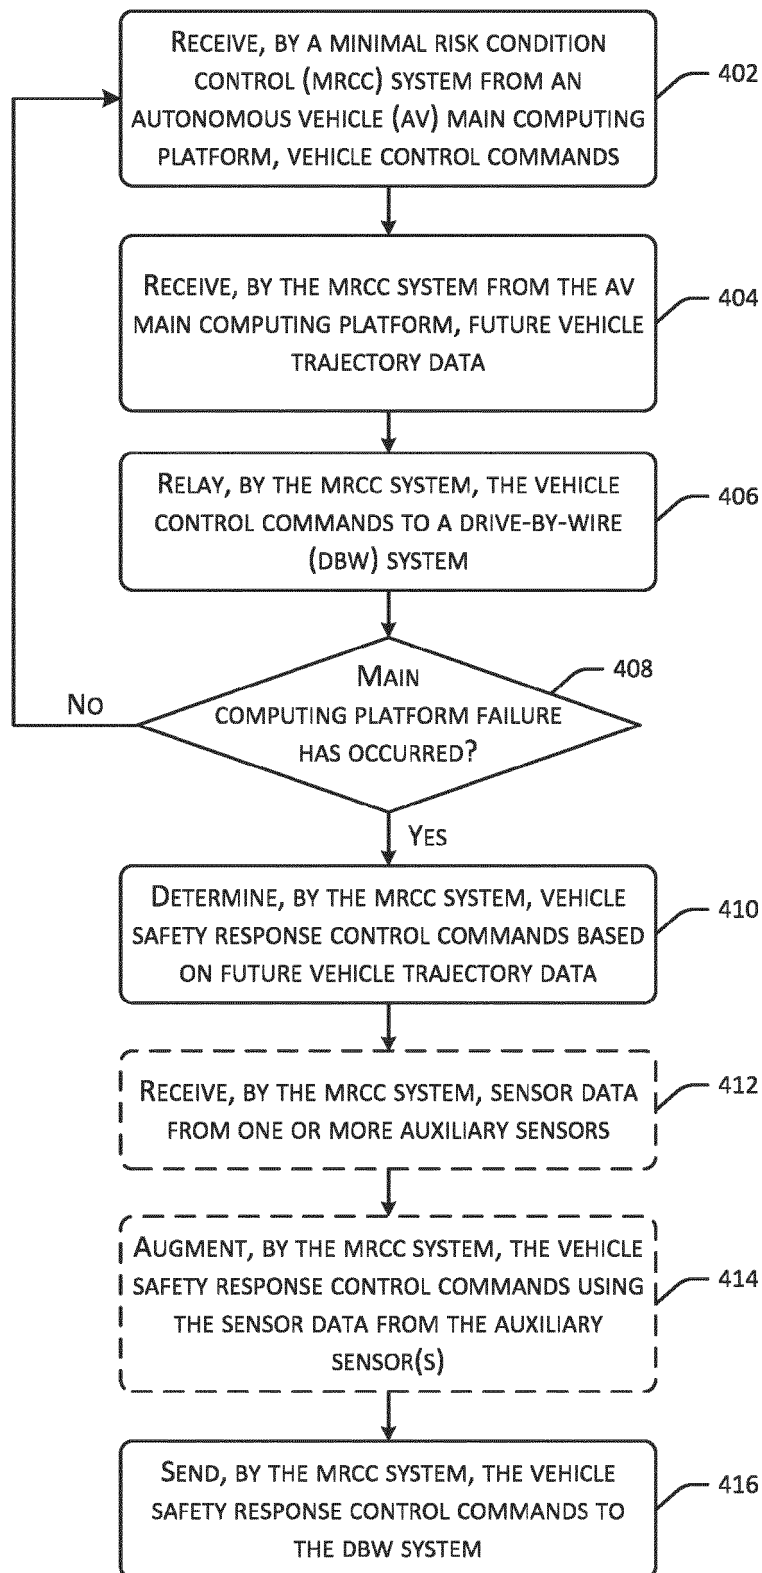 RECEIVE, BY A MINIMAL RISK CONDITION
CONTROL (MRCC) SYSTEM FROM AN
AUTONOMOUS VEHICLE (AV) MAIN COMPUTING
PLATFORM, VEHICLE CONTROL COMMANDS
402
RECEIVE, BY THE MRCC SYSTEM FROM THE AV
MAIN COMPUTING PLATFORM, FUTURE VEHICLE
TRAJECTORY DATA
404
RELAY, BY THE MRCC SYSTEM, THE VEHICLE
CONTROL COMMANDS TO A DRIVE-BY-WIRE
(DBW) SYSTEM
406
MAIN
COMPUTING PLATFORM FAILURE
HAS OCCURRED?
408
NO
YES
DETERMINE, BY THE MRCC SYSTEM, VEHICLE
SAFETY RESPONSE CONTROL COMMANDS BASED
ON FUTURE VEHICLE TRAJECTORY DATA
410
RECEIVE, BY THE MRCC SYSTEM, SENSOR DATA
FROM ONE OR MORE AUXILIARY SENSORS
412
AUGMENT, BY THE MRCC SYSTEM, THE VEHICLE
SAFETY RESPONSE CONTROL COMMANDS USING
THE SENSOR DATA FROM THE AUXILIARY
SENSOR(S)
414
SEND, BY THE MRCC SYSTEM, THE VEHICLE
SAFETY RESPONSE CONTROL COMMANDS TO
THE DBW SYSTEM
416